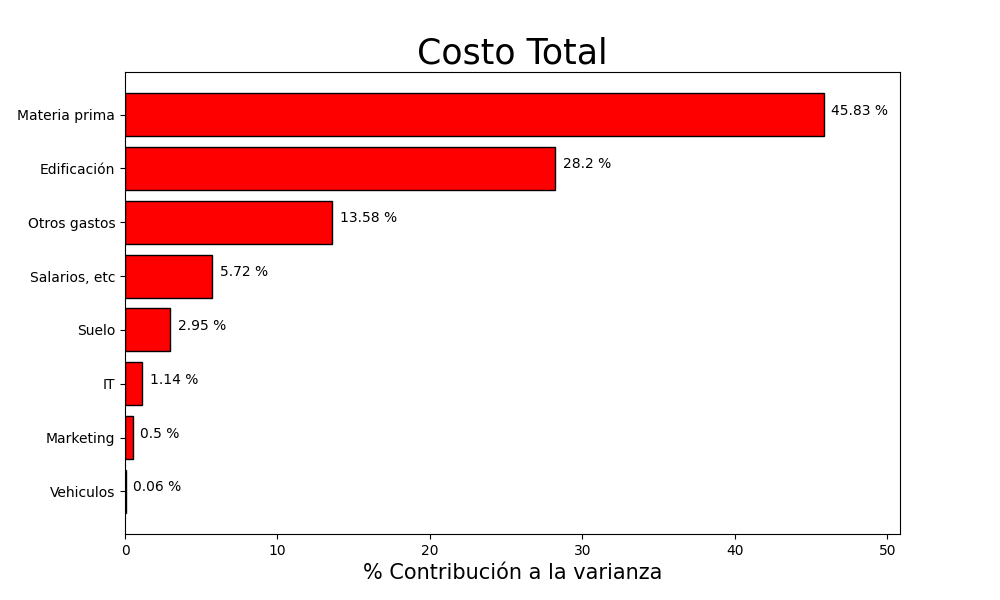 Costo Total
Materia prima
45.83 %
Edificación
28.2 %
Otros gastos
13.58 %
Salarios, etc
5.72 %
Suelo
2.95 %
IT
1.14 %
Marketing
0.5 %
Vehiculos
0.06 %
0 10 20 30 40 50
% Contribución a la varianza